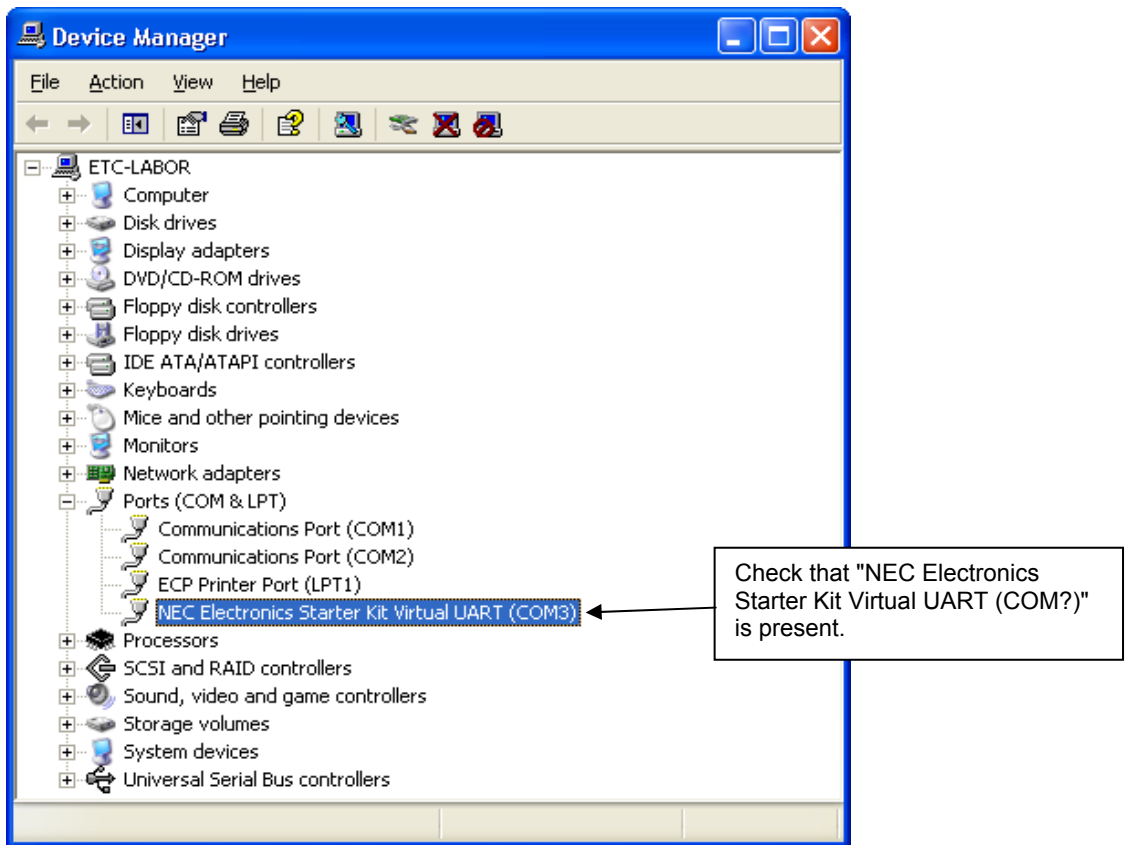 Device Manager
File Action View Help
ETC-LABOR
Computer
Disk drives
Display adapters
DVD/CD-ROM drives
Floppy disk controllers
Floppy disk drives
IDE ATA/ATAPI controllers
Keyboards
Mice and other pointing devices
Monitors
Network adapters
Ports (COM & LPT)
Communications Port (COM1)
Communications Port (COM2)
ECP Printer Port (LPT1)
NEC Electronics Starter Kit Virtual UART (COM3)
Processors
SCSI and RAID controllers
Sound, video and game controllers
Storage volumes
System devices
Universal Serial Bus controllers
Check that "NEC Electronics
Starter Kit Virtual UART (COM?)"
is present.